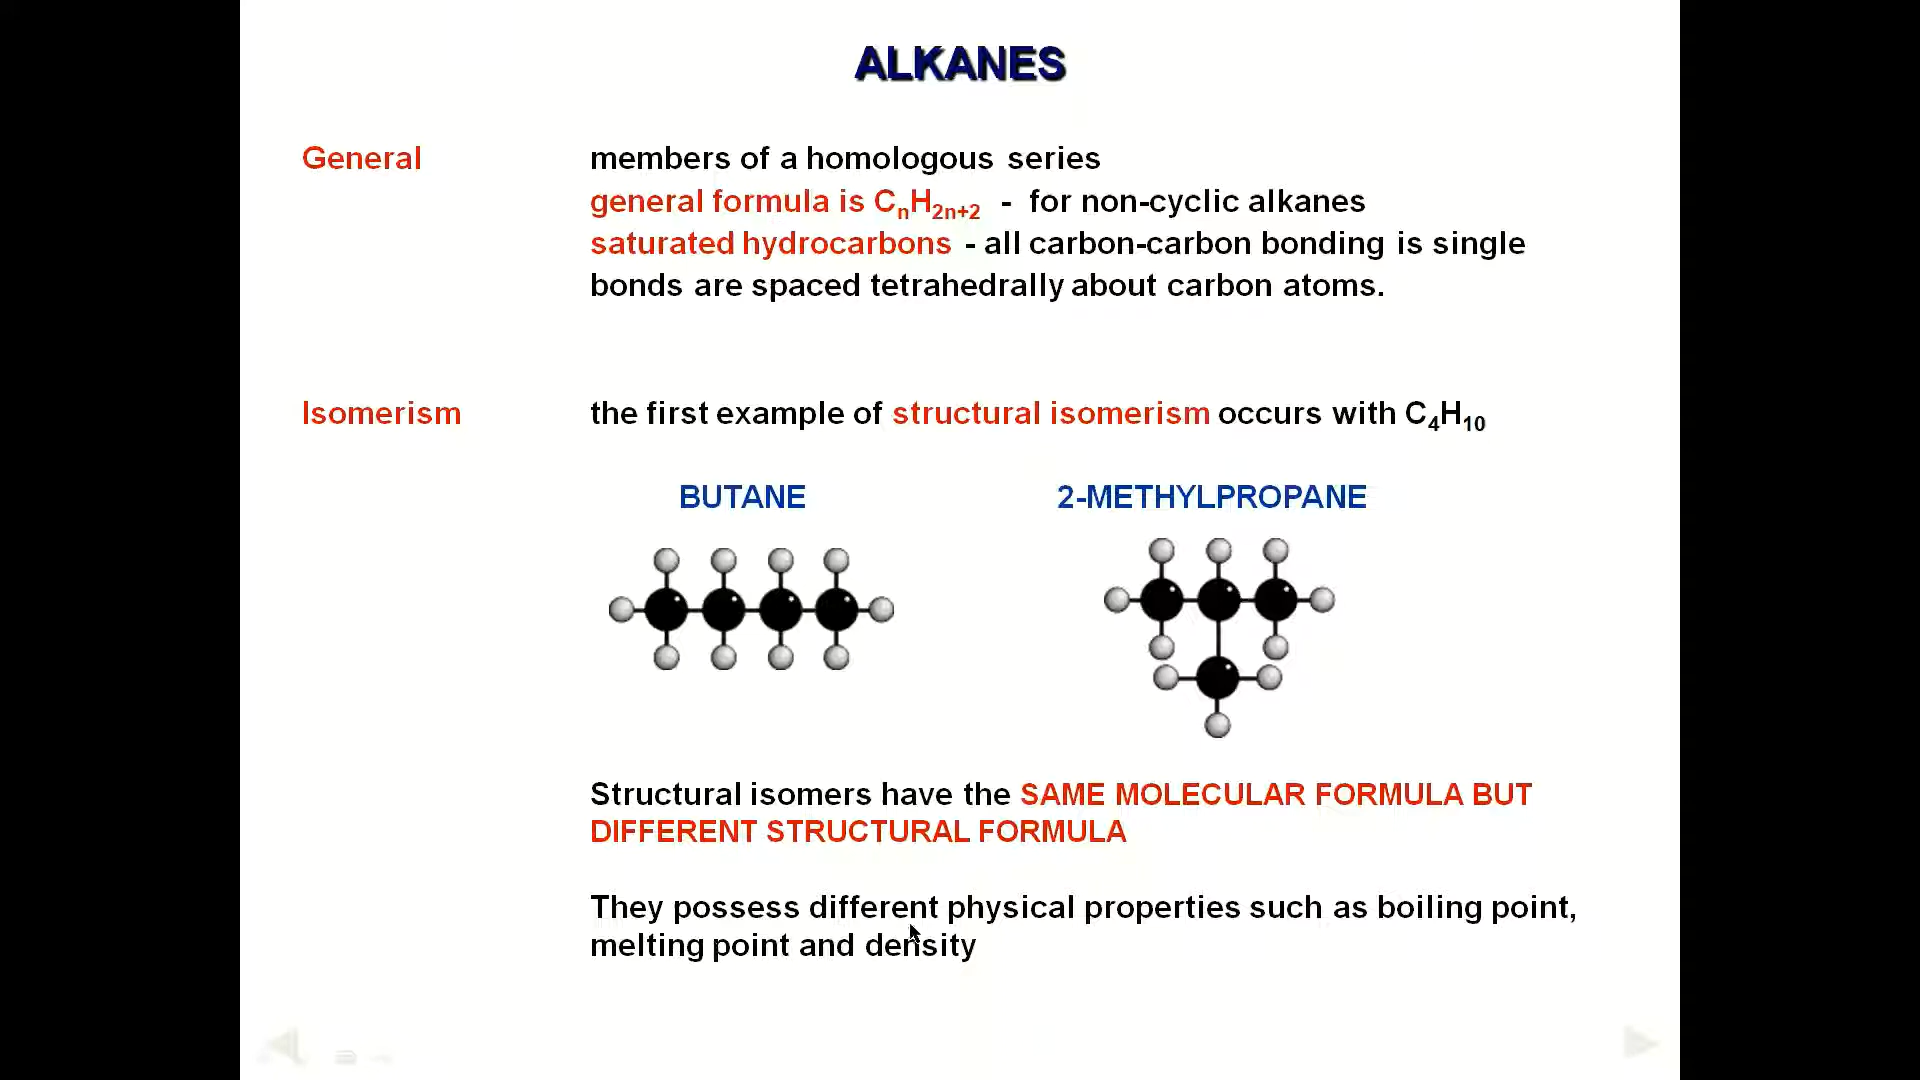 ALKANES
General members of a homologous series
general formula is CₙH₂ₙ₊₂ - for non-cyclic alkanes
saturated hydrocarbons - all carbon-carbon bonding is single
bonds are spaced tetrahedrally about carbon atoms.
Isomerism the first example of structural isomerism occurs with C₄H₁₀
BUTANE 2-METHYLPROPANE
Structural isomers have the SAME MOLECULAR FORMULA BUT
DIFFERENT STRUCTURAL FORMULA
They possess different physical properties such as boiling point,
melting point and density